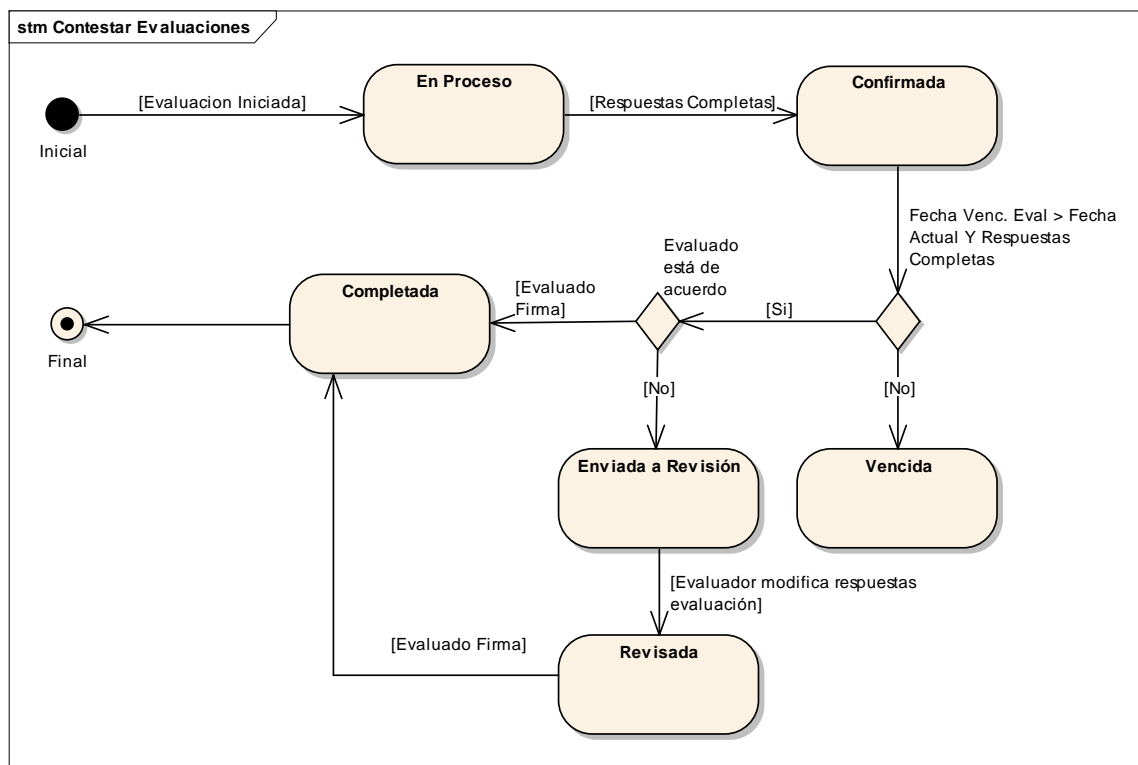 stm Contestar Evaluaciones
En Proceso
Confirmada
[Evaluacion Iniciada]
[Respuestas Completas]
Inicial
Fecha Venc. Eval > Fecha
Actual Y Respuestas
Completas
Evaluado
está de
acuerdo
Completada
[Evaluado
Firma]
[Si]
Final
[No]
[No]
Enviada a Revisión
Vencida
[Evaluador modifica respuestas
evaluación]
[Evaluado Firma]
Revisada